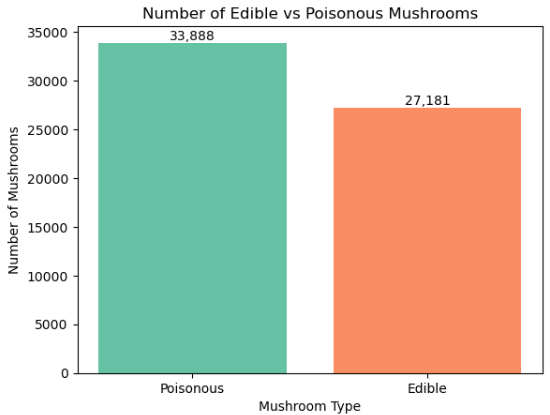 Number of Edible vs Poisonous Mushrooms
33,888
27,181
35000
30000
25000
20000
15000
10000
5000
0
Number of Mushrooms
Poisonous
Edible
Mushroom Type